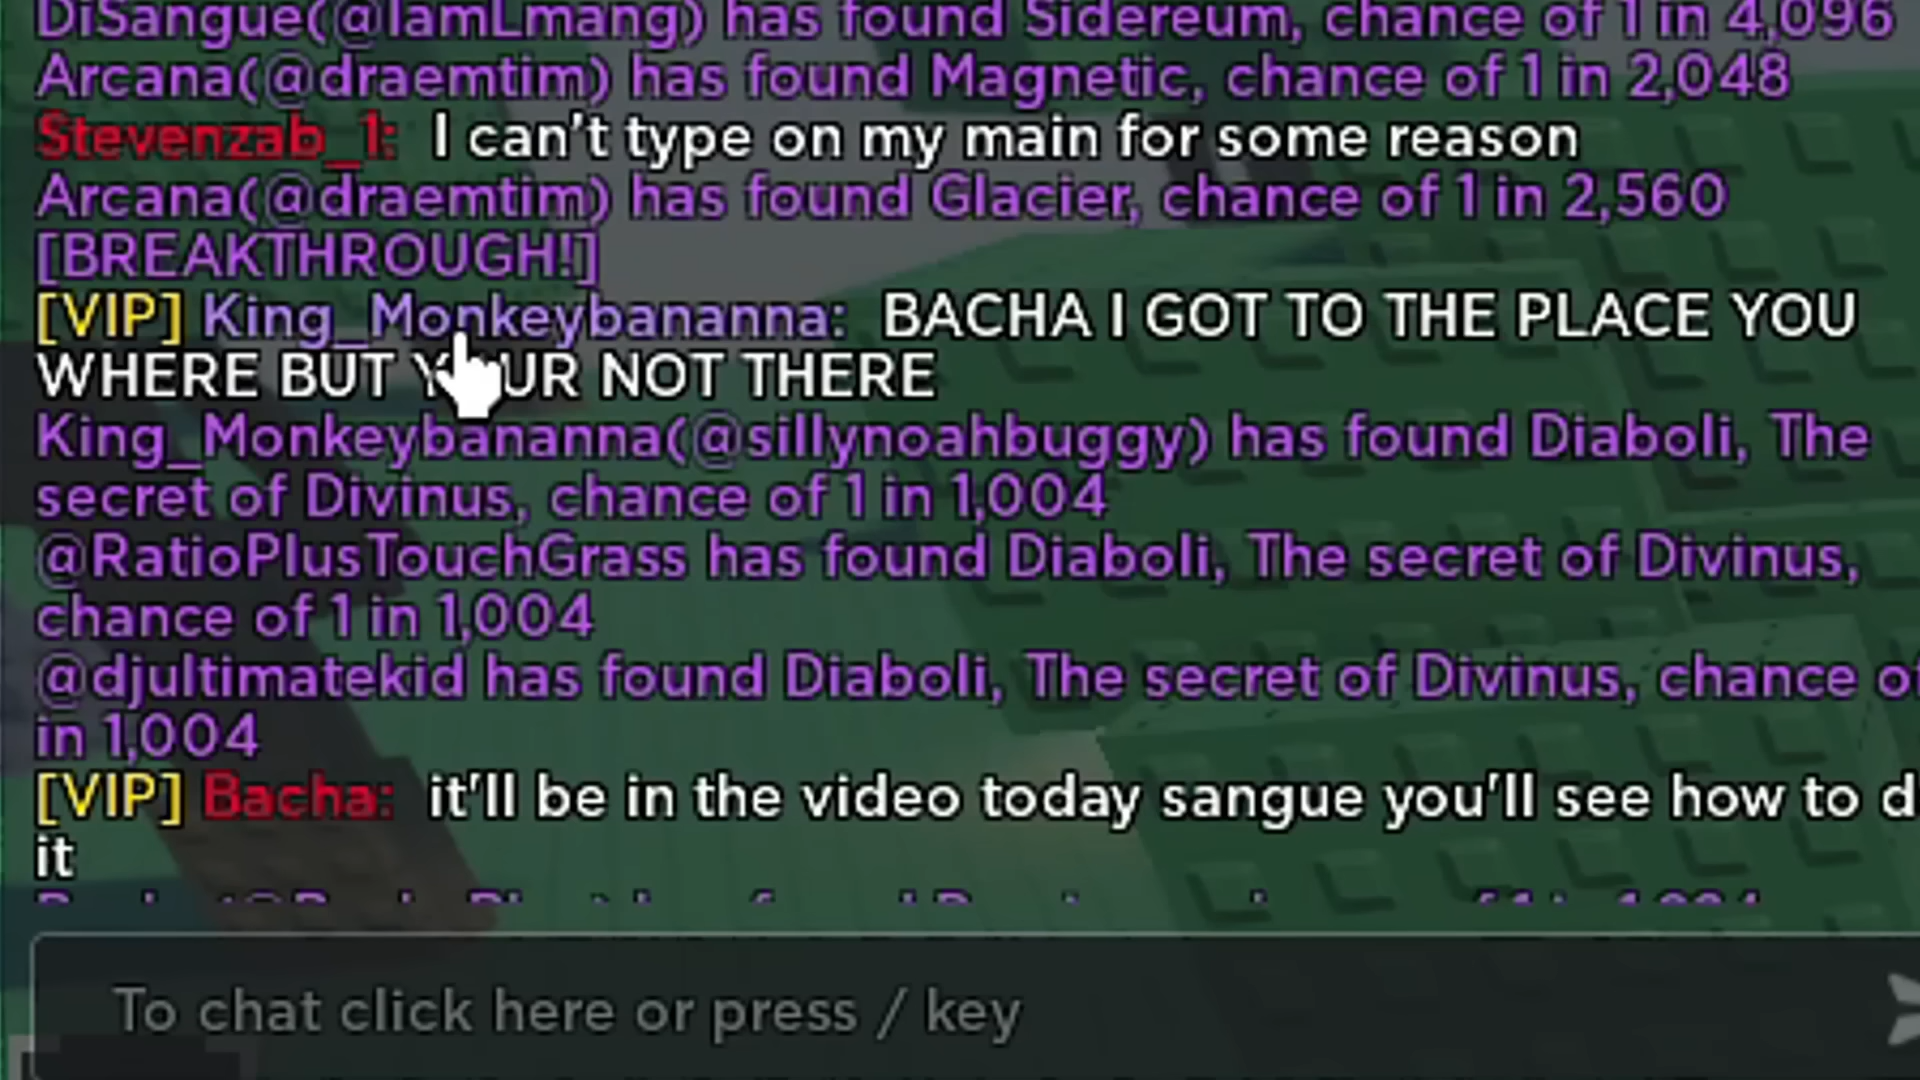 DiSangue(@IamLmang) has found Sidereum, chance of 1 in 4,096
Arcana(@draemtim) has found Magnetic, chance of 1 in 2,048
Stevenzab_1: I can't type on my main for some reason
Arcana(@draemtim) has found Glacier, chance of 1 in 2,560
[BREAKTHROUGH!]
[VIP] King_Monkeybananna: BACHA I GOT TO THE PLACE YOU
WHERE BUT YOUR NOT THERE
King_Monkeybananna(@sillynoahbuggy) has found Diaboli, The
secret of Divinus, chance of 1 in 1,004
@RatioPlusTouchGrass has found Diaboli, The secret of Divinus,
chance of 1 in 1,004
@djultimatekid has found Diaboli, The secret of Divinus, chance of
in 1,004
[VIP] Bacha: it'll be in the video today sangue you'll see how to d
it
To chat click here or press / key